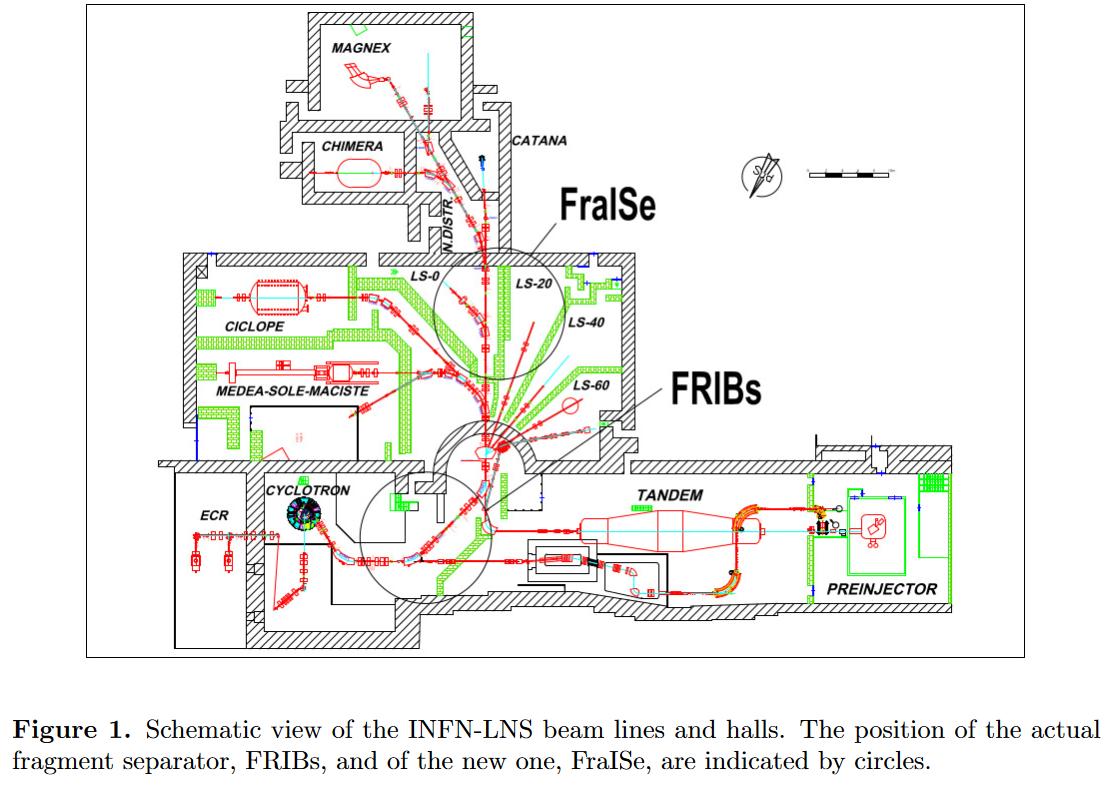 MAGNEX
CATANA
CHIMERA
N.DISTR.
FraISe
LS-0
LS-20
LS-40
CICLOPE
LS-60
MEDEA-SOLE-MACISTE
FRIBs
CYCLOTRON
TANDEM
ECR
PREINJECTOR
Figure 1. Schematic view of the INFN-LNS beam lines and halls. The position of the actual
fragment separator, FRIBs, and of the new one, FraISe, are indicated by circles.